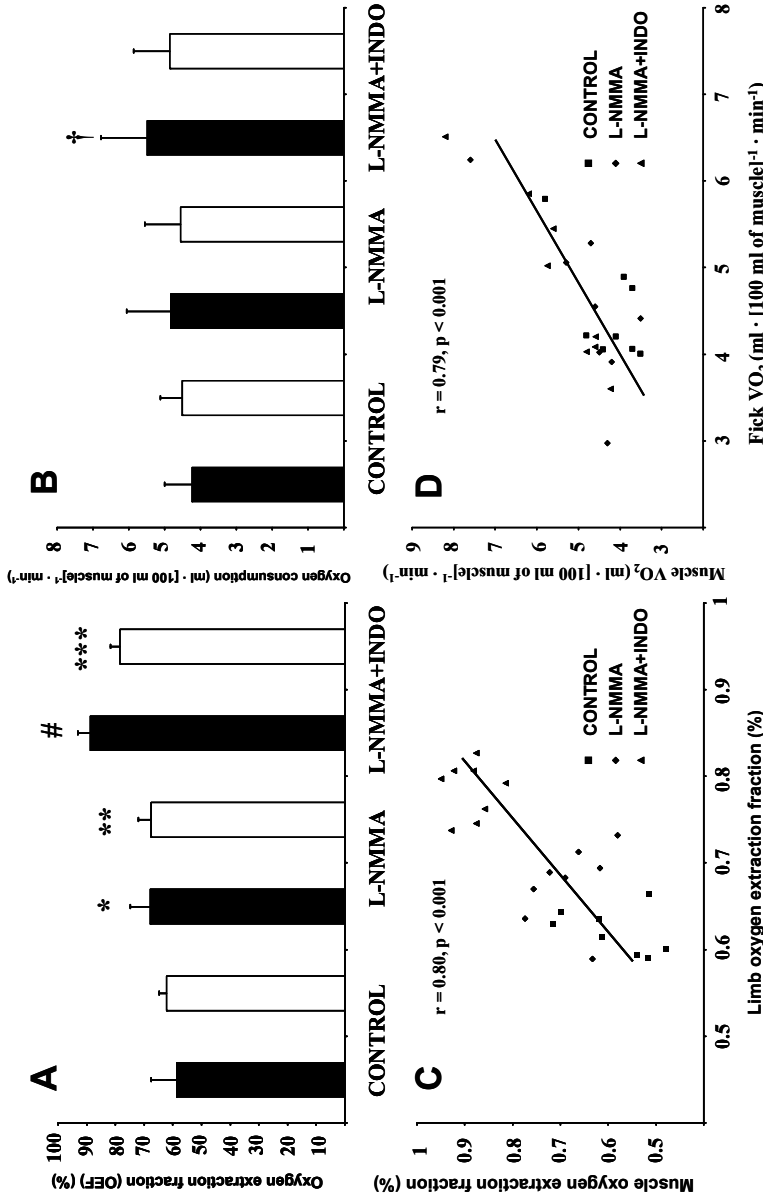 A
Oxygen extraction fraction (OEF) (%)
100
90
80
70
60
50
40
30
20
10
*
**
#
***
CONTROL
L-NMMA
L-NMMA+INDO
B
Oxygen consumption (ml · [100 ml of muscle]⁻¹ · min⁻¹)
8
7
6
5
4
3
2
1
†
CONTROL
L-NMMA
L-NMMA+INDO
C
Muscle oxygen extraction fraction (%)
1
0.9
0.8
0.7
0.6
0.5
r = 0.80, p < 0.001
CONTROL
L-NMMA
L-NMMA+INDO
0.5
0.6
0.7
0.8
0.9
1
Limb oxygen extraction fraction (%)
D
Muscle VO₂ (ml · [100 ml of muscle]⁻¹ · min⁻¹)
9
8
7
6
5
4
3
r = 0.79, p < 0.001
CONTROL
L-NMMA
L-NMMA+INDO
3
4
5
6
7
8
Fick VO₂ (ml · [100 ml of muscle]⁻¹ · min⁻¹)